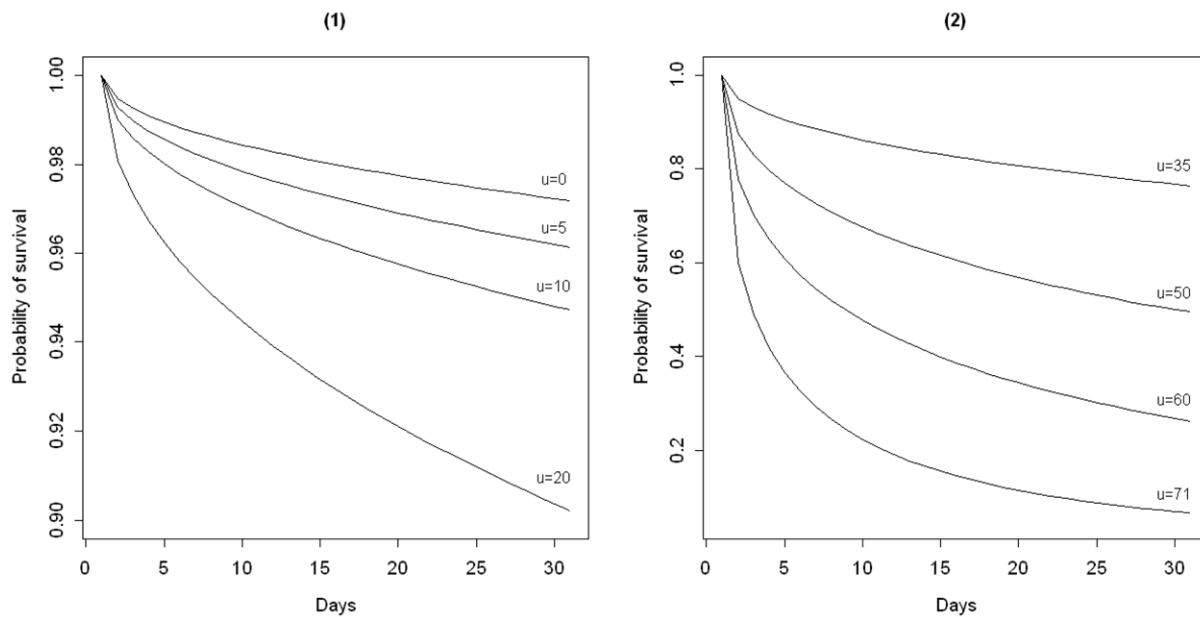 (1)
Probability of survival
1.00
0.98
0.96
0.94
0.92
0.90
u=0
u=5
u=10
u=20
0 5 10 15 20 25 30
Days
(2)
Probability of survival
1.0
0.8
0.6
0.4
0.2
u=35
u=50
u=60
u=71
0 5 10 15 20 25 30
Days